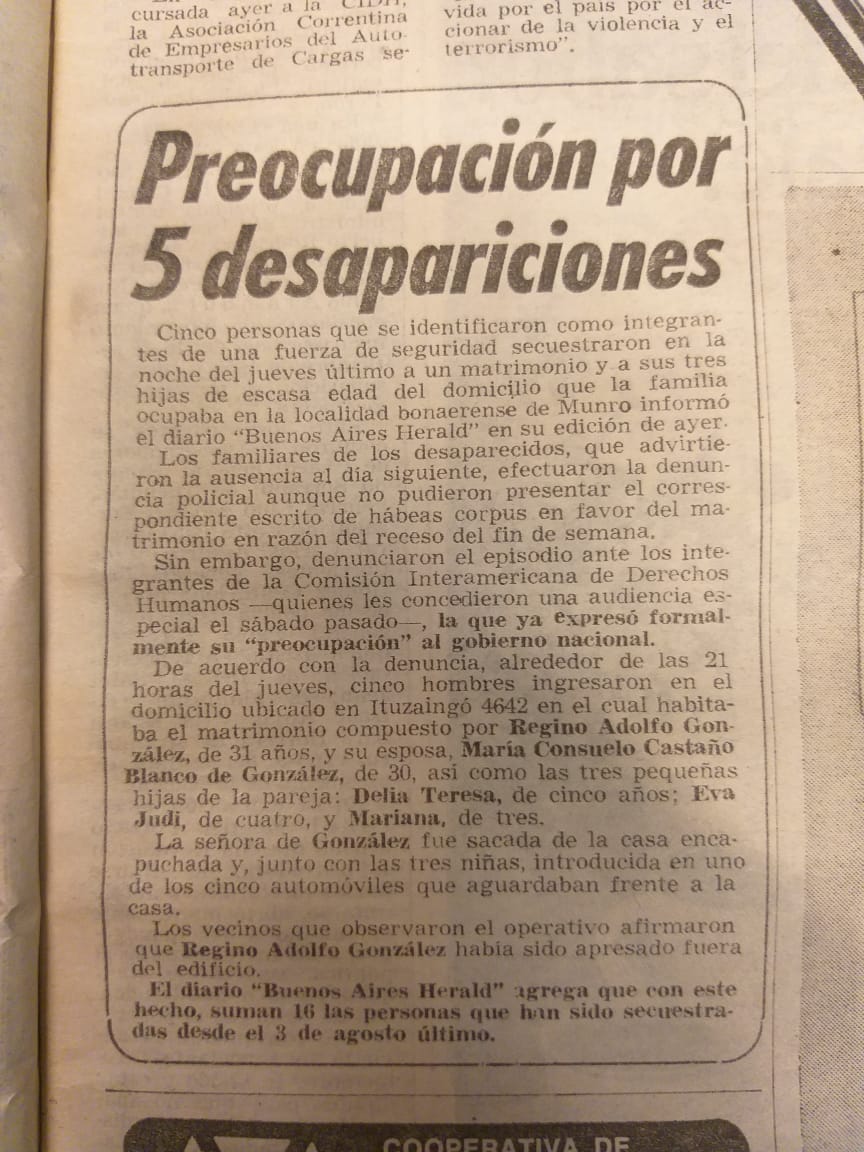 cursada ayer a la CIDH,
la Asociación Correntina
de Empresarios del Auto-
transporte de Cargas se-
vida por el país por el ac-
cionar de la violencia y el
terrorismo”.
Preocupación por
5 desapariciones
Cinco personas que se identificaron como integran-
tes de una fuerza de seguridad secuestraron en la
noche del jueves último a un matrimonio y a sus tres
hijas de escasa edad del domicilio que la familia
ocupaba en la localidad bonaerense de Munro informó
el diario “Buenos Aires Herald” en su edición de ayer.
Los familiares de los desaparecidos, que advirtie-
ron la ausencia al día siguiente, efectuaron la denun-
cia policial aunque no pudieron presentar el corres-
pondiente escrito de hábeas corpus en favor del ma-
trimonio en razón del receso del fin de semana.
Sin embargo, denunciaron el episodio ante los inte-
grantes de la Comisión Interamericana de Derechos
Humanos —quienes les concedieron una audiencia es-
pecial el sábado pasado—, la que ya expresó formal-
mente su “preocupación” al gobierno nacional.
De acuerdo con la denuncia, alrededor de las 21
horas del jueves, cinco hombres ingresaron en el
domicilio ubicado en Ituzaingó 4642 en el cual habita-
ba el matrimonio compuesto por Regino Adolfo Gon-
zález, de 31 años, y su esposa, María Consuelo Castaño
Blanco de González, de 30, así como las tres pequeñas
hijas de la pareja: Delia Teresa, de cinco años; Eva
Judi, de cuatro, y Mariana, de tres.
La señora de González fue sacada de la casa enca-
puchada y, junto con las tres niñas, introducida en uno
de los cinco automóviles que aguardaban frente a la
casa.
Los vecinos que observaron el operativo afirmaron
que Regino Adolfo González había sido apresado fuera
del edificio.
El diario “Buenos Aires Herald” agrega que con este
hecho, suman 16 las personas que han sido secuestra-
das desde el 3 de agosto último.
COOPERATIVA DE